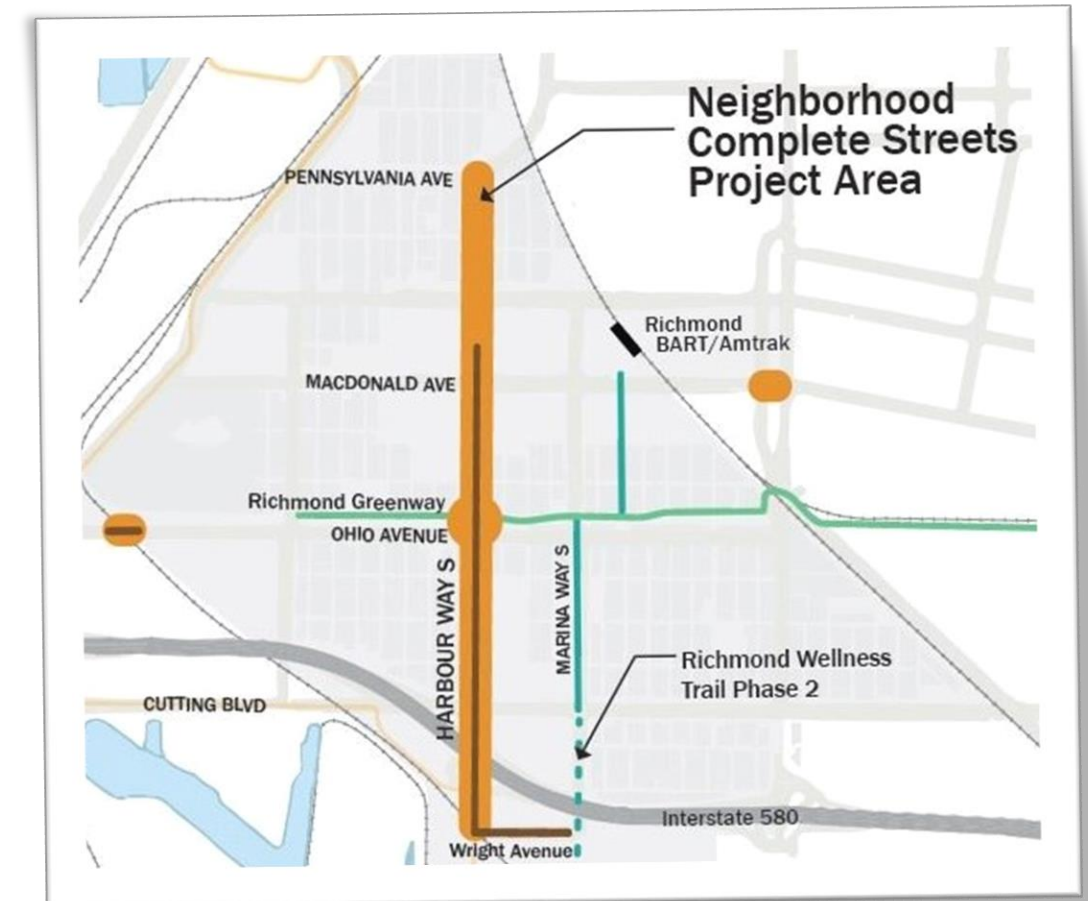 Neighborhood
Complete Streets
Project Area
PENNSYLVANIA AVE
Richmond
BART/Amtrak
MACDONALD AVE
Richmond Greenway
OHIO AVENUE
HARBOUR WAY S
MARINA WAY S
Richmond Wellness
Trail Phase 2
CUTTING BLVD
Interstate 580
Wright Avenue